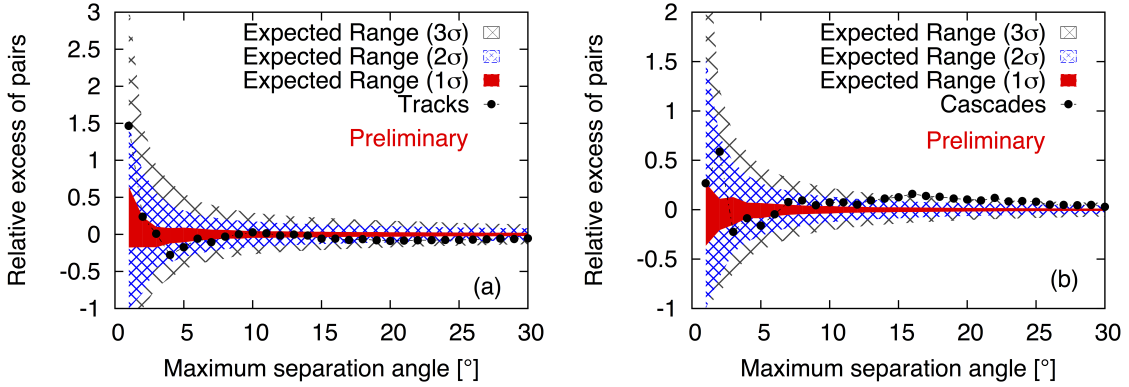 3
2.5
2
1.5
1
0.5
0
-0.5
-1
Relative excess of pairs
Expected Range (3σ)
Expected Range (2σ)
Expected Range (1σ)
Tracks
Preliminary
(a)
0 5 10 15 20 25 30
Maximum separation angle [°]
2
1.5
1
0.5
0
-0.5
-1
Relative excess of pairs
Expected Range (3σ)
Expected Range (2σ)
Expected Range (1σ)
Cascades
Preliminary
(b)
0 5 10 15 20 25 30
Maximum separation angle [°]